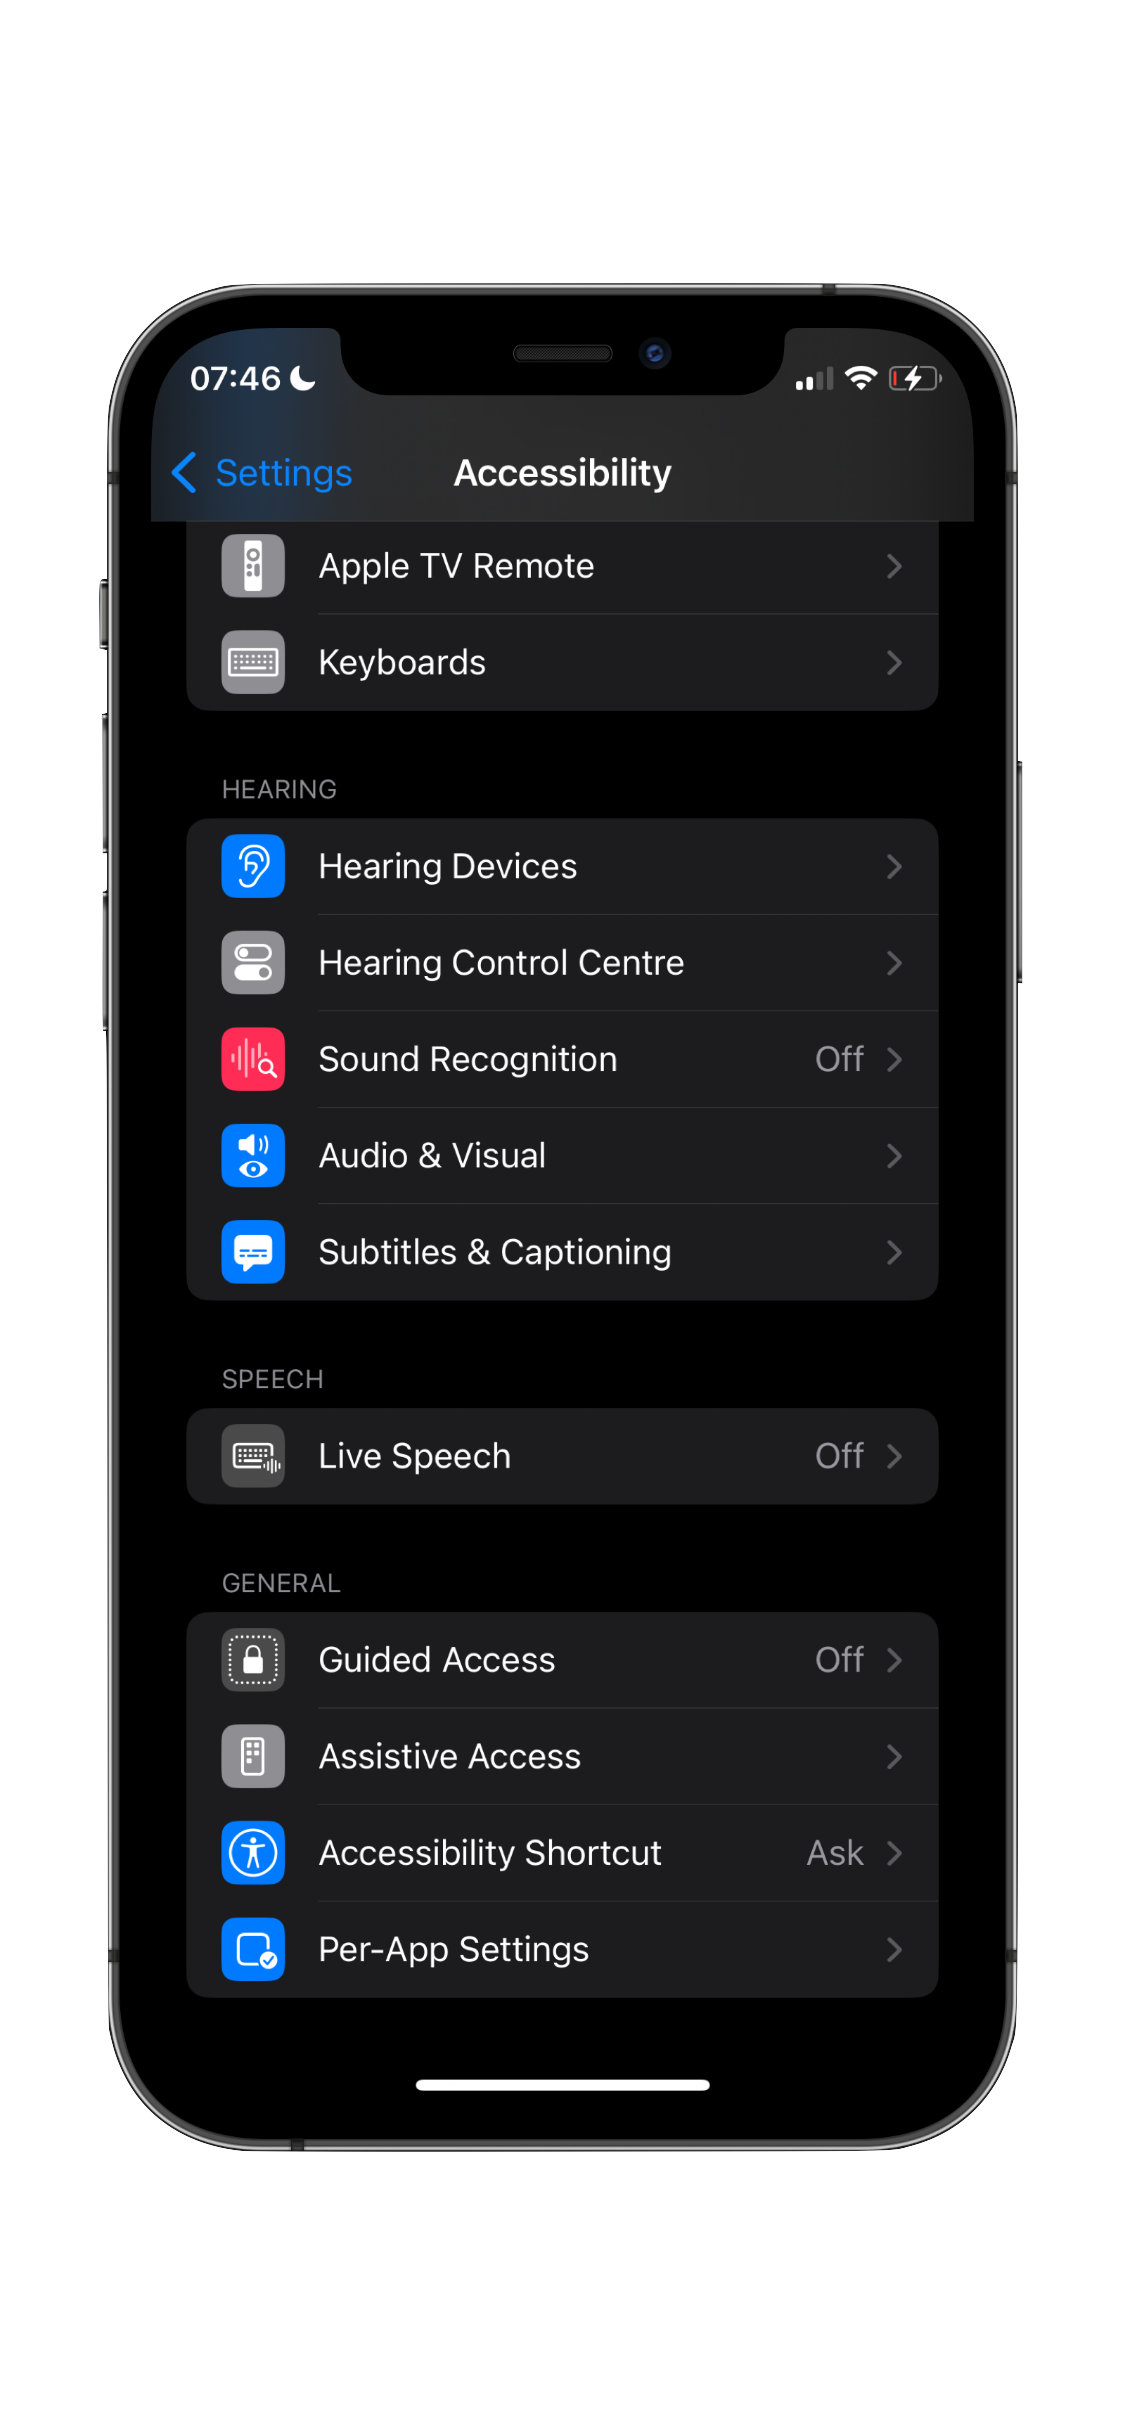 07:46
Settings
Accessibility
Apple TV Remote
Keyboards
HEARING
Hearing Devices
Hearing Control Centre
Sound Recognition Off
Audio & Visual
Subtitles & Captioning
SPEECH
Live Speech Off
GENERAL
Guided Access Off
Assistive Access
Accessibility Shortcut Ask
Per-App Settings